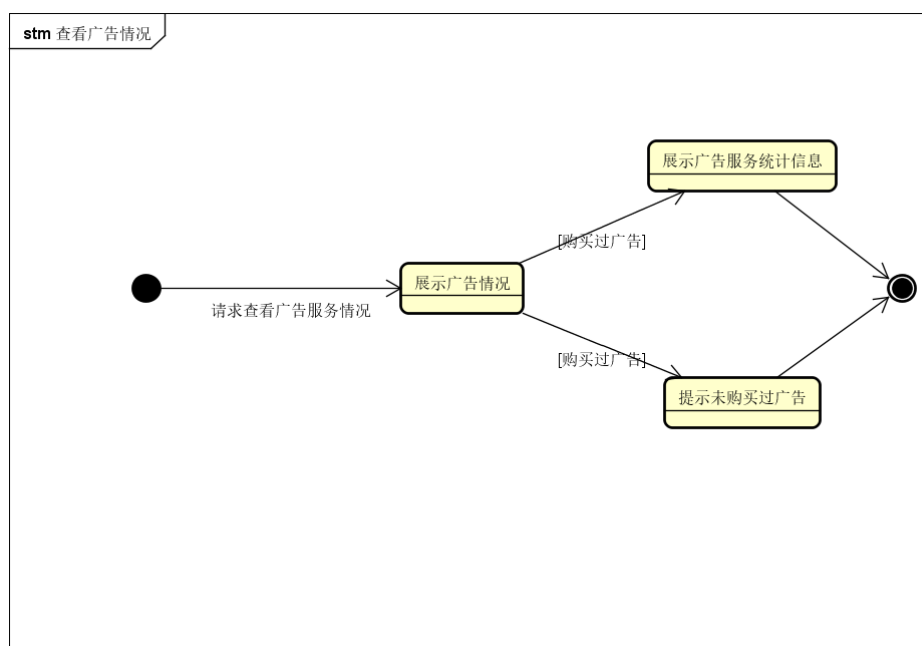 stm 查看广告情况
展示广告服务统计信息
[购买过广告]
展示广告情况
请求查看广告服务情况
[购买过广告]
提示未购买过广告